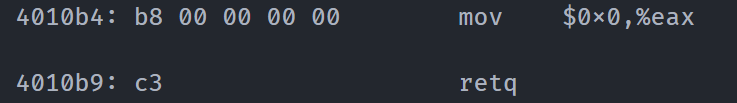 4010b4: b8 00 00 00 00 mov $0×0,%eax
4010b9: c3 retq